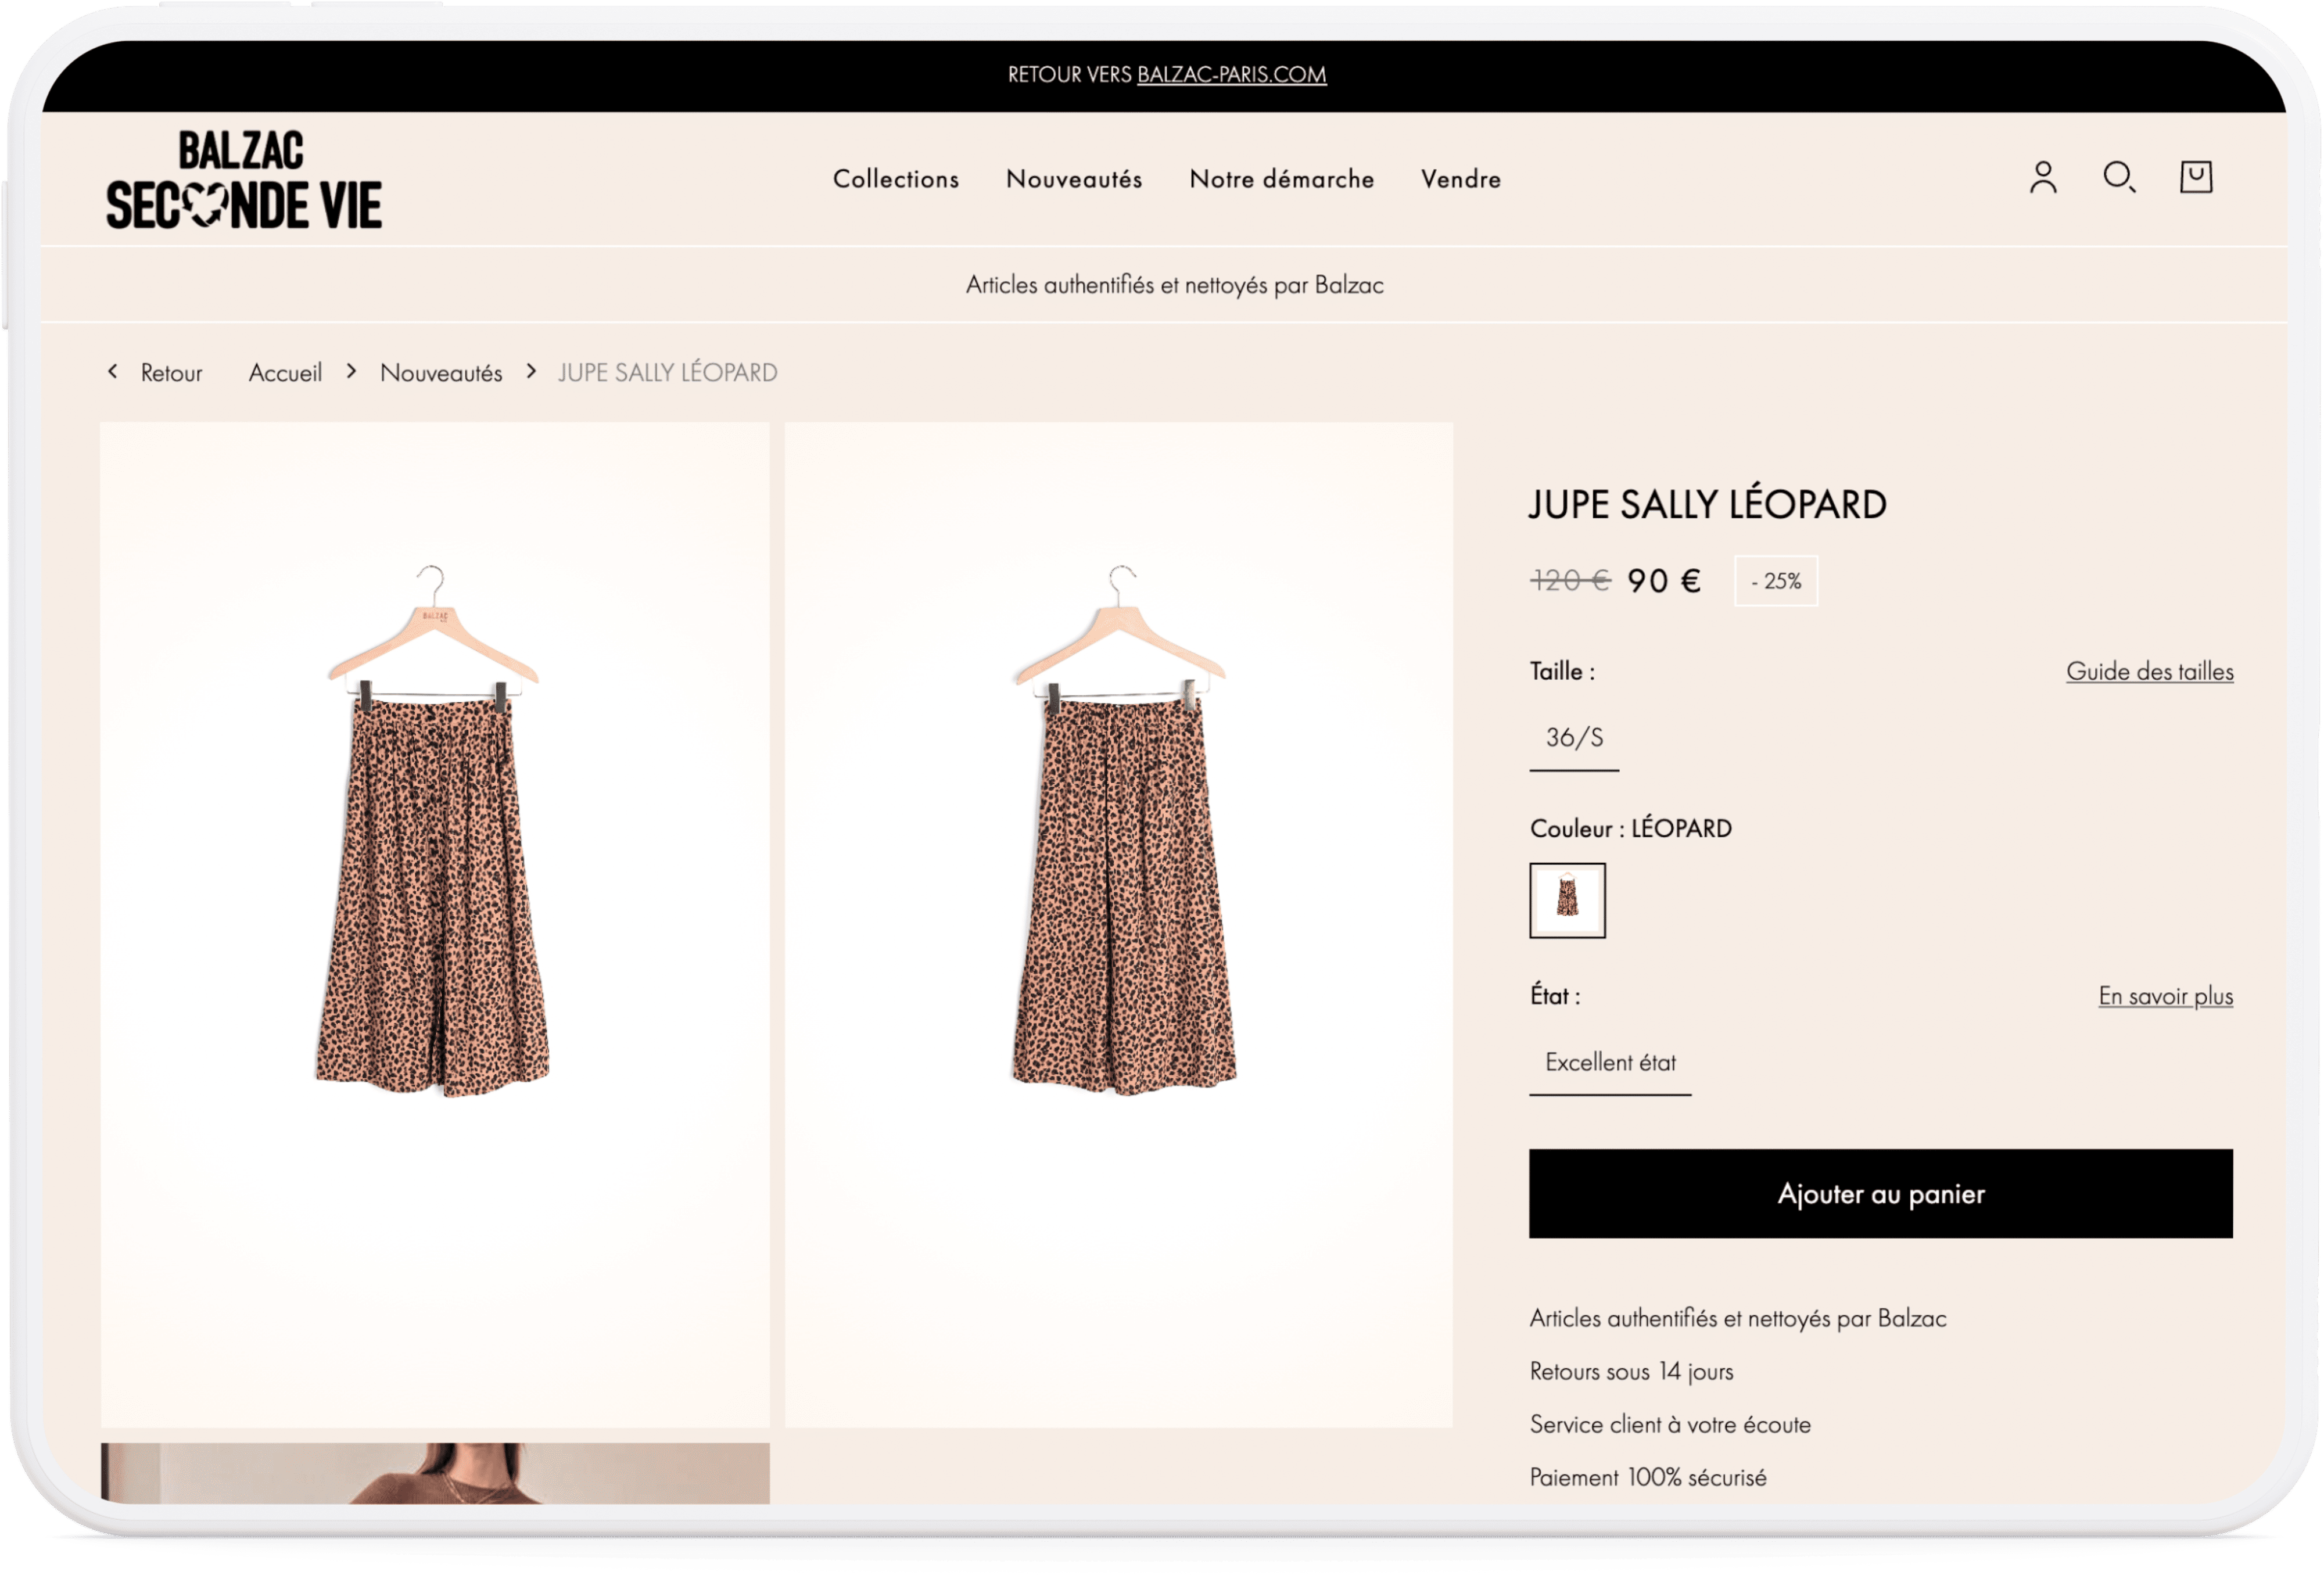 RETOUR VERS BALZAC-PARIS.COM
BALZAC
SECONDE VIE
Collections Nouveautés Notre démarche Vendre
Articles authentifiés et nettoyés par Balzac
Retour Accueil > Nouveautés > JUPE SALLY LÉOPARD
BALZAC
JUPE SALLY LÉOPARD
120 € 90 € - 25%
Taille : Guide des tailles
36/S
Couleur : LÉOPARD
État : En savoir plus
Excellent état
Ajouter au panier
Articles authentifiés et nettoyés par Balzac
Retours sous 14 jours
Service client à votre écoute
Paiement 100% sécurisé